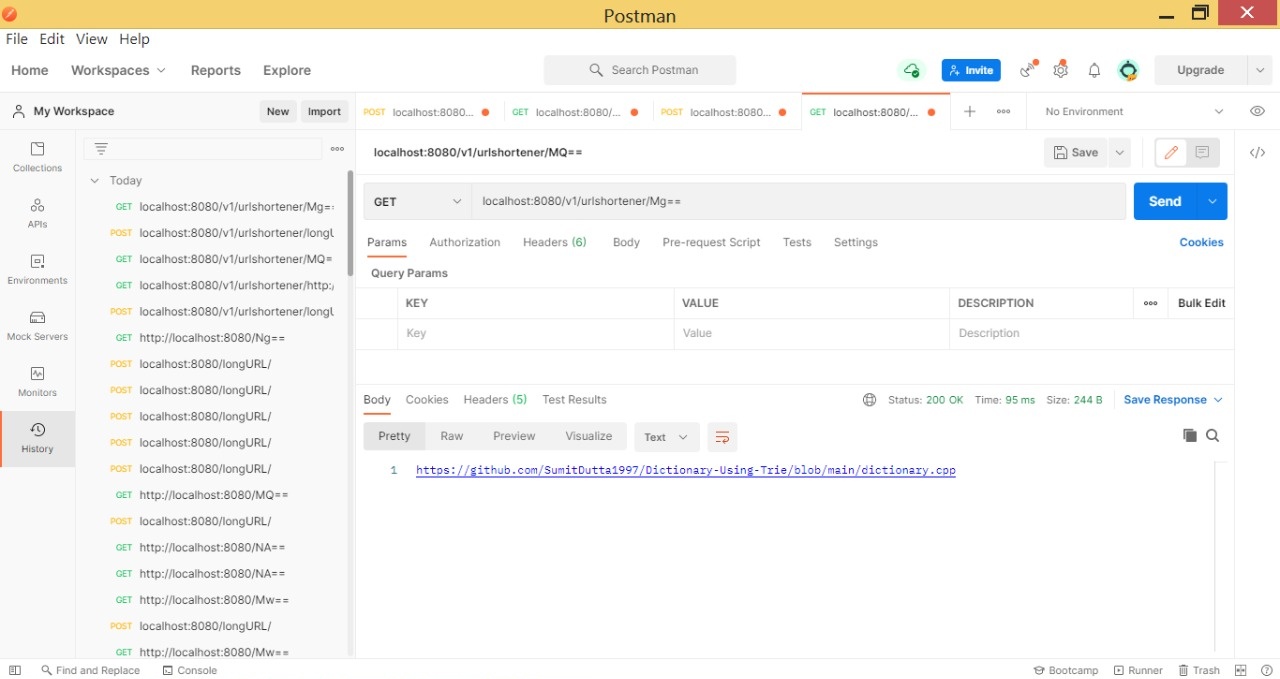 Postman
File Edit View Help
Home Workspaces Reports Explore Search Postman Invite Upgrade
My Workspace New Import POST localhost:8080... GET localhost:8080/... POST localhost:8080... GET localhost:8080/... No Environment
Collections
APIs
Environments
Mock Servers
Monitors
History
Today
GET localhost:8080/v1/urlshortener/Mg==
POST localhost:8080/v1/urlshortener/longU
GET localhost:8080/v1/urlshortener/MQ=
GET localhost:8080/v1/urlshortener/http:/
POST localhost:8080/v1/urlshortener/longU
GET http://localhost:8080/Ng==
POST localhost:8080/longURL/
POST localhost:8080/longURL/
POST localhost:8080/longURL/
POST localhost:8080/longURL/
POST localhost:8080/longURL/
GET http://localhost:8080/MQ==
POST localhost:8080/longURL/
GET http://localhost:8080/NA==
GET http://localhost:8080/NA==
GET http://localhost:8080/Mw==
POST localhost:8080/longURL/
GET http://localhost:8080/Mw==
localhost:8080/v1/urlshortener/MQ== Save
GET localhost:8080/v1/urlshortener/Mg== Send
Params Authorization Headers (6) Body Pre-request Script Tests Settings Cookies
Query Params
KEY VALUE DESCRIPTION Bulk Edit
Key Value Description
Body Cookies Headers (5) Test Results Status: 200 OK Time: 95 ms Size: 244 B Save Response
Pretty Raw Preview Visualize Text
1 https://github.com/SumitDutta1997/Dictionary-Using-Trie/blob/main/dictionary.cpp
Find and Replace Console Bootcamp Runner Trash